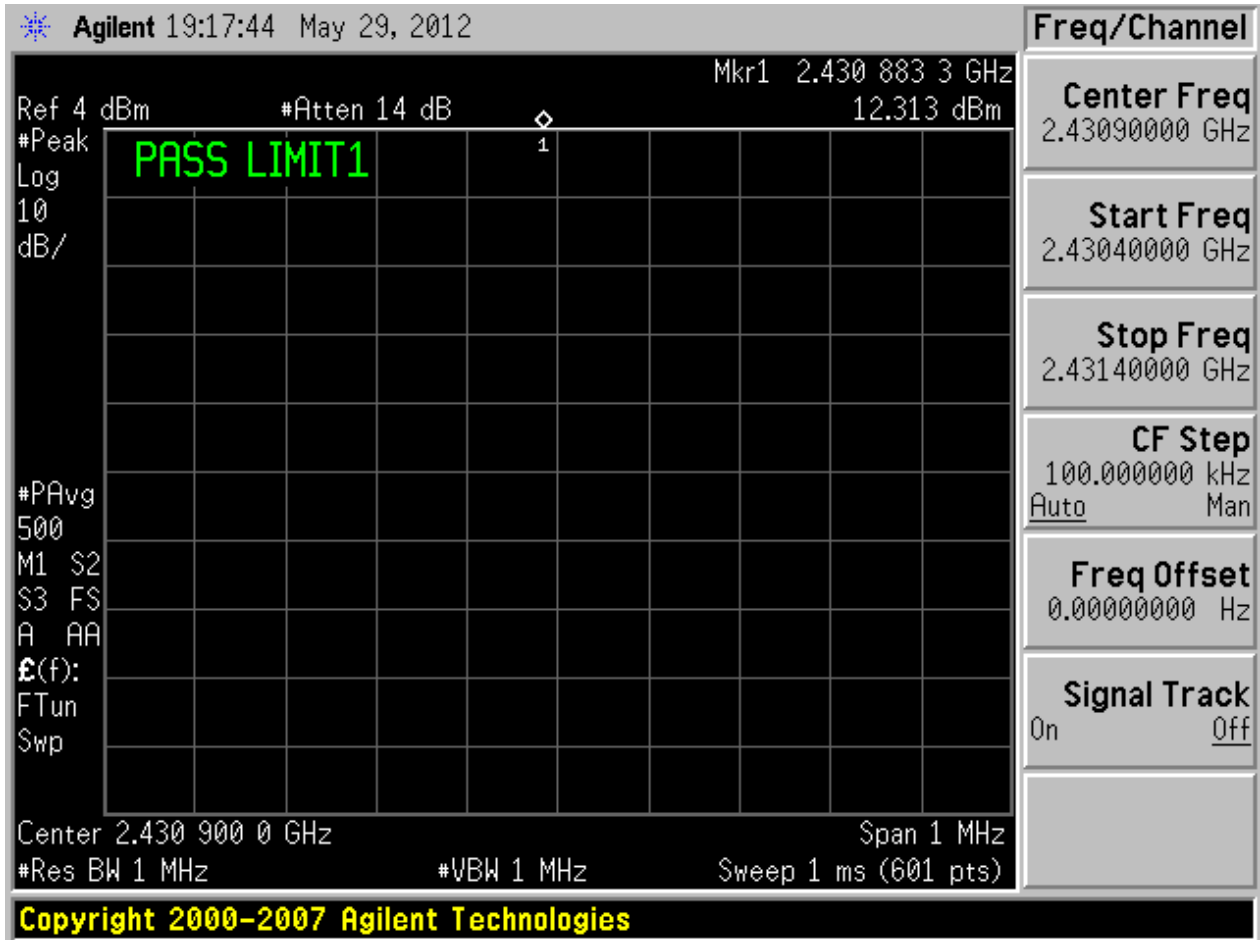 Agilent 19:17:44 May 29, 2012
Freq/Channel
Mkr1 2.430 883 3 GHz
Ref 4 dBm #Atten 14 dB 12.313 dBm
#Peak
Log
10
dB/
PASS LIMIT1
1
#PAvg
500
M1 S2
S3 FS
A AA
£(f):
FTun
Swp
Center 2.430 900 0 GHz Span 1 MHz
#Res BW 1 MHz #VBW 1 MHz Sweep 1 ms (601 pts)
Center Freq
2.43090000 GHz
Start Freq
2.43040000 GHz
Stop Freq
2.43140000 GHz
CF Step
100.000000 kHz
Auto Man
Freq Offset
0.00000000 Hz
Signal Track
On Off
Copyright 2000-2007 Agilent Technologies